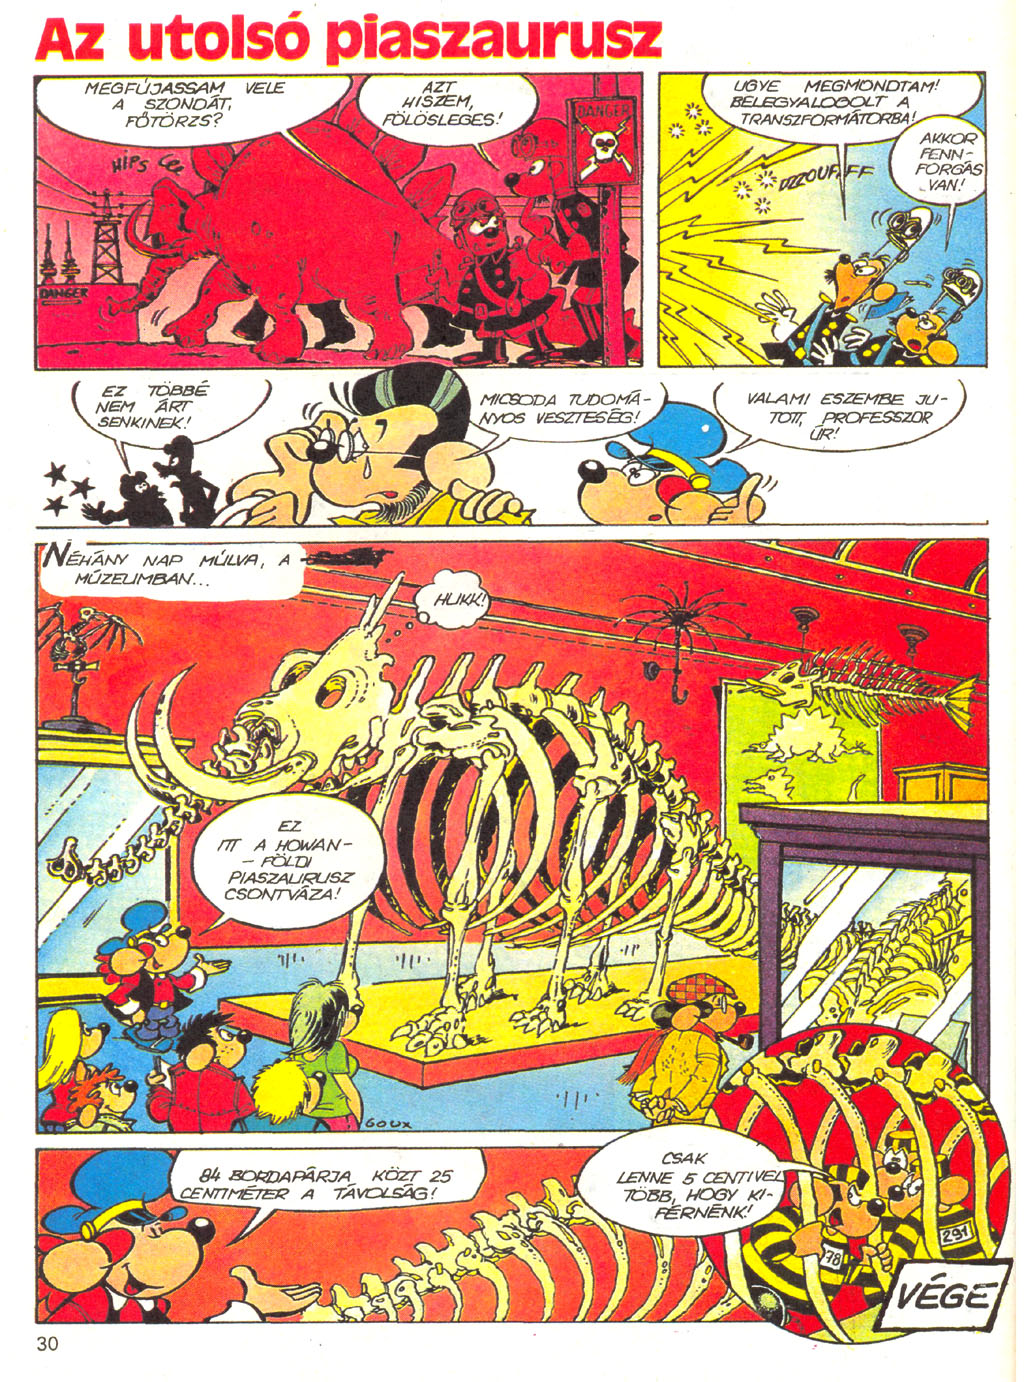 Az utolsó piaszaurusz
MEGFÚJASSAM VELE
A SZONDÁT,
FŐTÖRZS?
AZT
HISZEM,
FÖLÖSLEGES!
HIPS
DANGER
DANGER
UGYE MEGMONDTAM!
BELEGYALOGOLT A
TRANSZFORMÁTORBA!
AKKOR
FENN-
FORGÁS
VAN!
DZZOUFFFF
EZ TÖBBÉ
NEM ÁRT
SENKINEK!
MICSODA TUDOMÁ-
NYOS VESZTESÉG!
VALAMI ESZEMBE JU-
TOTT, PROFESSZOR
ÚR!
NÉHÁNY NAP MÚLVA, A
MÚZEUMBAN...
HUKK!
EZ
ITT A HOWAN-
-FÖLDI
PIASZAURUSZ
CSONTVÁZA!
GOUX
84 BORDAPÁRJA KÖZT 25
CENTIMÉTER A TÁVOLSÁG!
CSAK
LENNE 5 CENTIVEL
TÖBB, HOGY KI-
FÉRNÉNK!
78
291
VÉGE
30